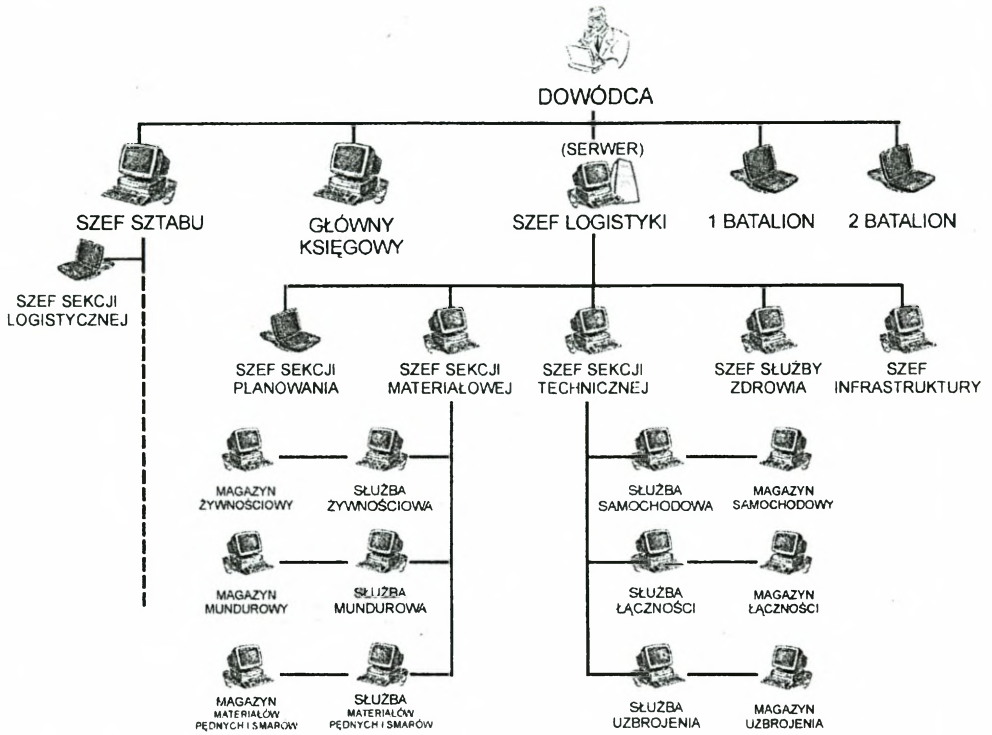 DOWÓDCA
(SERWER)
SZEF SZTABU
GŁÓWNY
KSIĘGOWY
SZEF LOGISTYKI
1 BATALION
2 BATALION
SZEF SEKCJI
LOGISTYCZNEJ
SZEF SEKCJI
PLANOWANIA
SZEF SEKCJI
MATERIAŁOWEJ
SZEF SEKCJI
TECHNICZNEJ
SZEF SŁUŻBY
ZDROWIA
SZEF
INFRASTRUKTURY
MAGAZYN
ŻYWNOŚCIOWY
SŁUŻBA
ŻYWNOŚCIOWA
SŁUŻBA
SAMOCHODOWA
MAGAZYN
SAMOCHODOWY
MAGAZYN
MUNDUROWY
SŁUŻBA
MUNDUROWA
SŁUŻBA
ŁĄCZNOŚCI
MAGAZYN
ŁĄCZNOŚCI
MAGAZYN
MATERIAŁÓW
PĘDNYCH I SMARÓW
SŁUŻBA
MATERIAŁÓW
PĘDNYCH I SMARÓW
SŁUŻBA
UZBROJENIA
MAGAZYN
UZBROJENIA